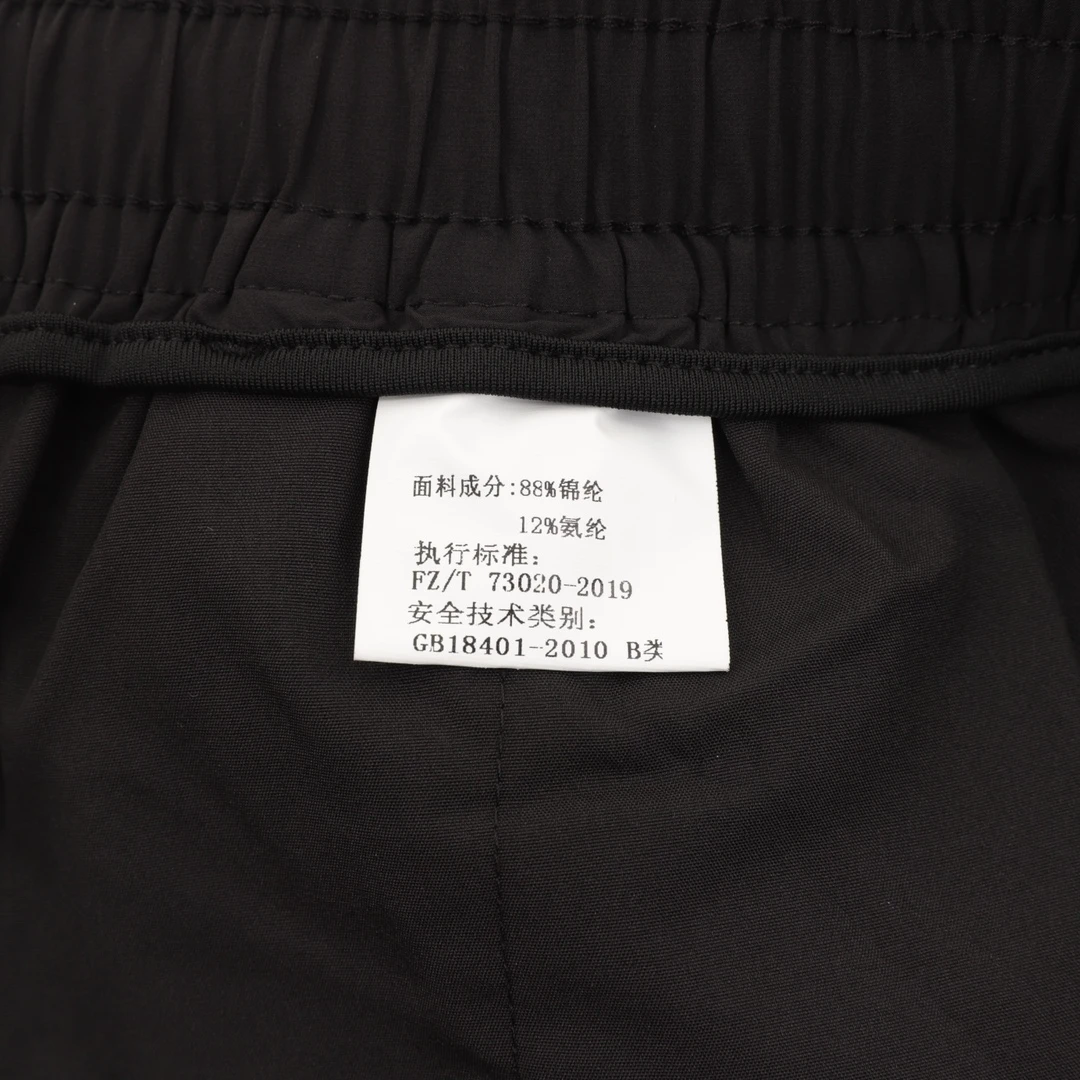 面料成分:88%锦纶
12%氨纶
执行标准:
FZ/T 73020-2019
安全技术类别:
GB18401-2010 B类